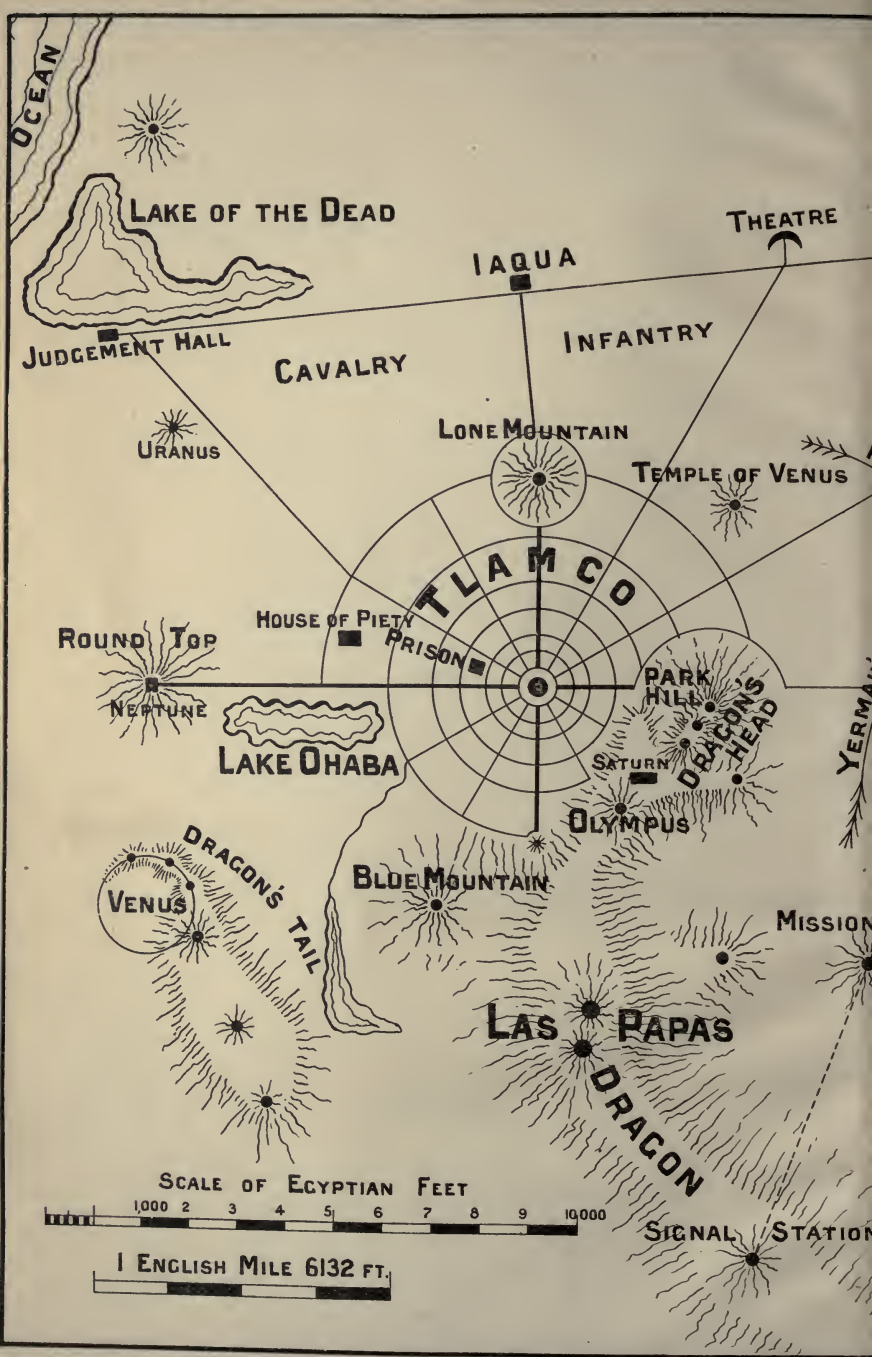 OCEAN
LAKE OF THE DEAD
THEATRE
IAQUA
JUDGEMENT HALL
CAVALRY
INFANTRY
URANUS
LONE MOUNTAIN
TEMPLE OF VENUS
TLAMCO
HOUSE OF PIETY
PRISON
ROUND TOP
NEPTUNE
PARK
HILL
DRAGON'S
HEAD
LAKE OHABA
SATURN
OLYMPUS
DRAGON'S TAIL
BLUE MOUNTAIN
VENUS
MISSION
LAS PAPAS
DRAGON
SCALE OF EGYPTIAN FEET
1,000 2 3 4 5 6 7 8 9 10,000
SIGNAL STATION
1 ENGLISH MILE 6132 FT.